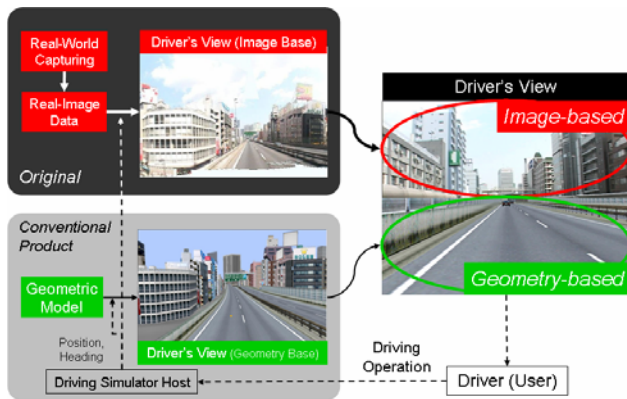 Real-World
Capturing
Real-Image
Data
Driver's View (Image Base)
Original
Driver's View
Image-based
Geometry-based
Conventional
Product
Geometric
Model
Position,
Heading
Driver's View (Geometry Base)
Driving Simulator Host
Driving
Operation
Driver (User)